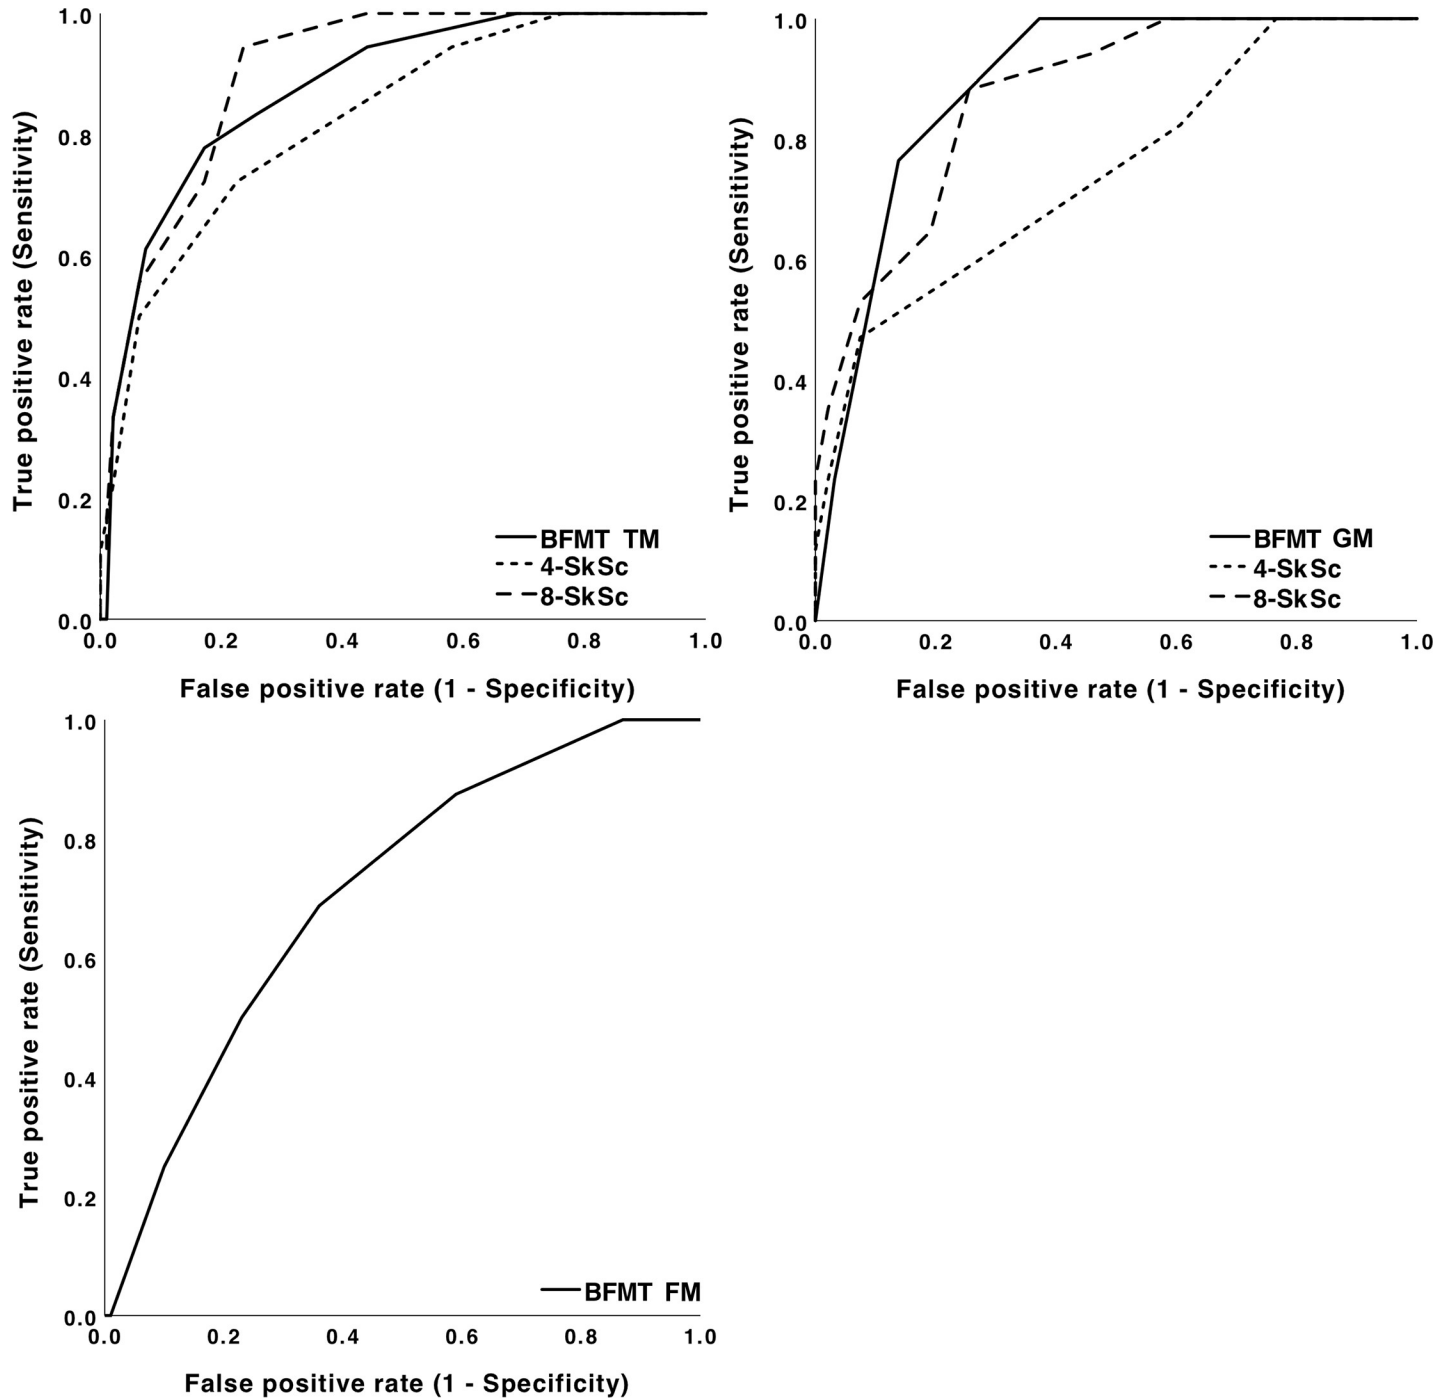 True positive rate (Sensitivity)
1.0
0.8
0.6
0.4
0.2
0.0
BFMT TM
4-SkSc
8-SkSc
0.0 0.2 0.4 0.6 0.8 1.0
False positive rate (1 - Specificity)
True positive rate (Sensitivity)
1.0
0.8
0.6
0.4
0.2
0.0
BFMT GM
4-SkSc
8-SkSc
0.0 0.2 0.4 0.6 0.8 1.0
False positive rate (1 - Specificity)
True positive rate (Sensitivity)
1.0
0.8
0.6
0.4
0.2
0.0
BFMT FM
0.0 0.2 0.4 0.6 0.8 1.0
False positive rate (1 - Specificity)